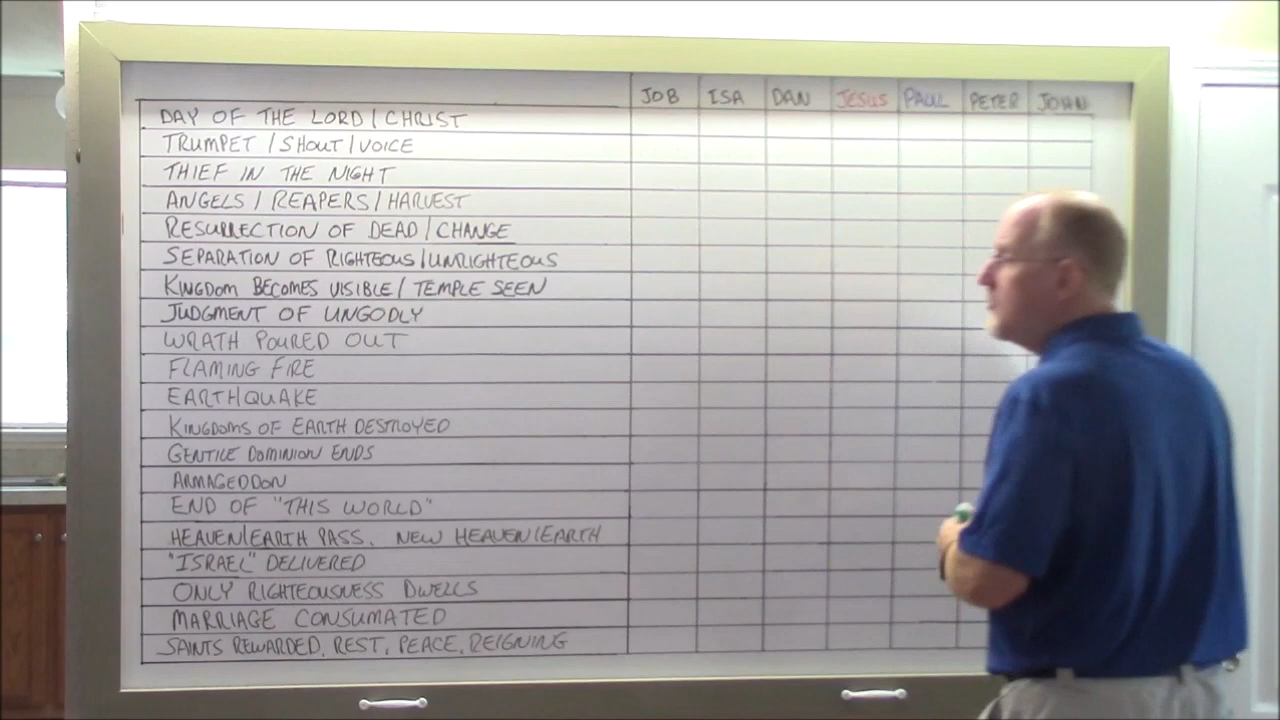 JOB ISA DAN JESUS PAUL PETER JOHN
DAY OF THE LORD / CHRIST
TRUMPET / SHOUT / VOICE
THIEF IN THE NIGHT
ANGELS / REAPERS / HARVEST
RESURRECTION OF DEAD / CHANGE
SEPARATION OF RIGHTEOUS / UNRIGHTEOUS
KINGDOM BECOMES VISIBLE / TEMPLE SEEN
JUDGMENT OF UNGODLY
WRATH POURED OUT
FLAMING FIRE
EARTHQUAKE
KINGDOMS OF EARTH DESTROYED
GENTILE DOMINION ENDS
ARMAGEDDON
END OF "THIS WORLD"
HEAVEN/EARTH PASS. NEW HEAVEN/EARTH
"ISRAEL" DELIVERED
ONLY RIGHTEOUSNESS DWELLS
MARRIAGE CONSUMATED
SAINTS REWARDED, REST, PEACE, REIGNING